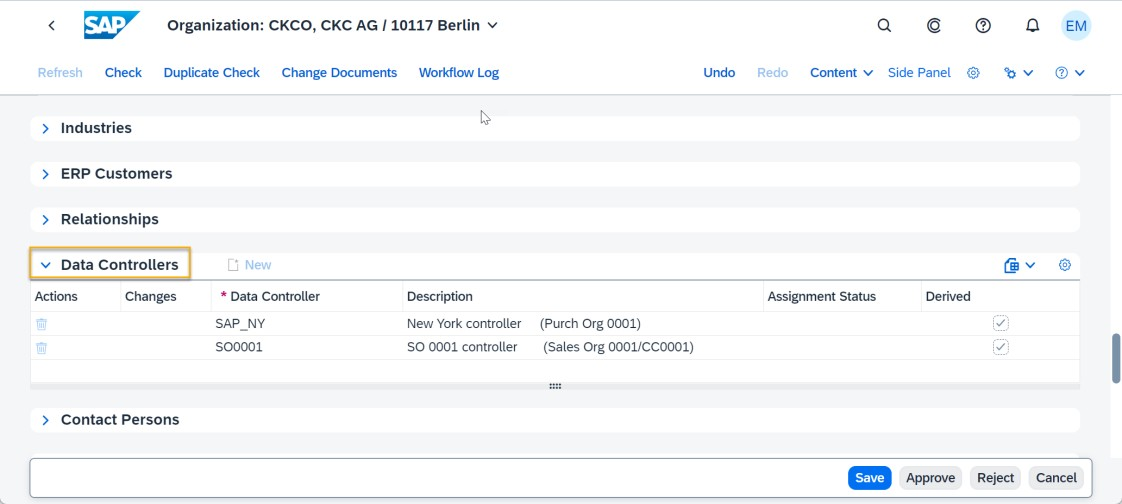 SAP Organization: CKCO, CKC AG / 10117 Berlin EM
Refresh Check Duplicate Check Change Documents Workflow Log Undo Redo Content Side Panel
Industries
ERP Customers
Relationships
Data Controllers New
Actions Changes * Data Controller Description Assignment Status Derived
SAP_NY New York controller (Purch Org 0001)
SO0001 SO 0001 controller (Sales Org 0001/CC0001)
Contact Persons
Save Approve Reject Cancel